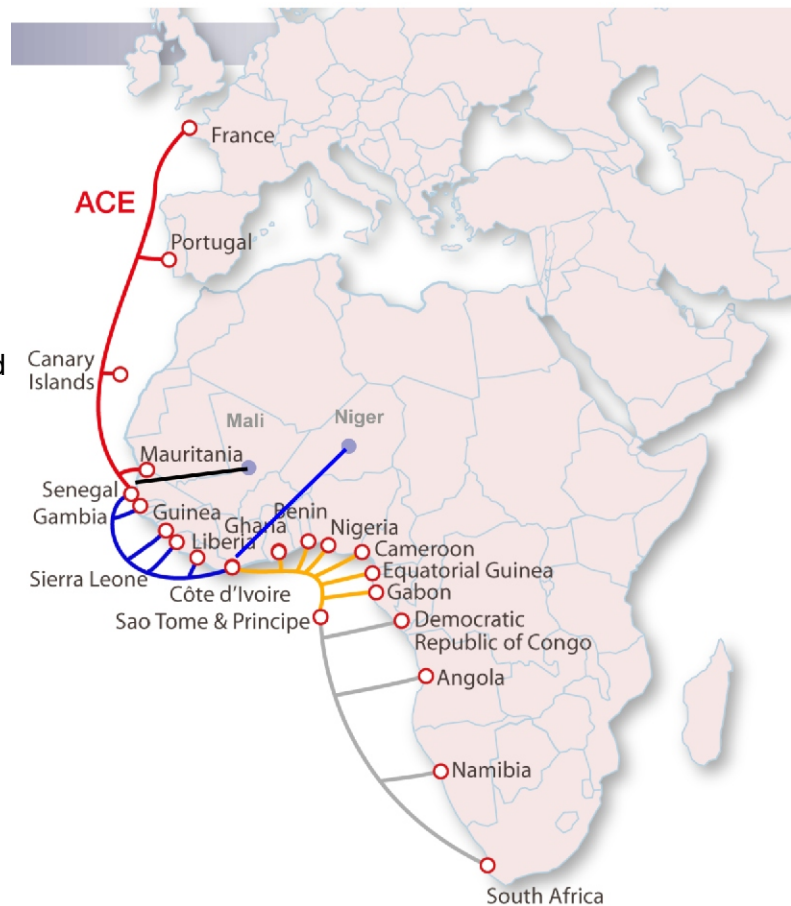 France
ACE
Portugal
Canary
Islands
d
Mali
Niger
Mauritania
Senegal
Gambia
Guinea
Ghana
Benin
Nigeria
Liberia
Cameroon
Equatorial Guinea
Sierra Leone
Côte d'Ivoire
Gabon
Sao Tome & Principe
Democratic
Republic of Congo
Angola
Namibia
South Africa